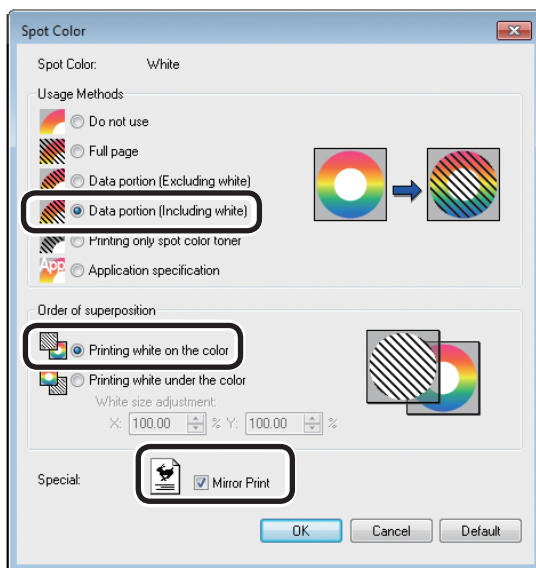 Spot Color
Spot Color: White
Usage Methods
Do not use
Full page
Data portion (Excluding white)
Data portion (Including white)
Printing only spot color toner
App
Application specification
Order of superposition
Printing white on the color
Printing white under the color
White size adjustment:
X: 100.00 % Y: 100.00 %
Special: Mirror Print
OK Cancel Default